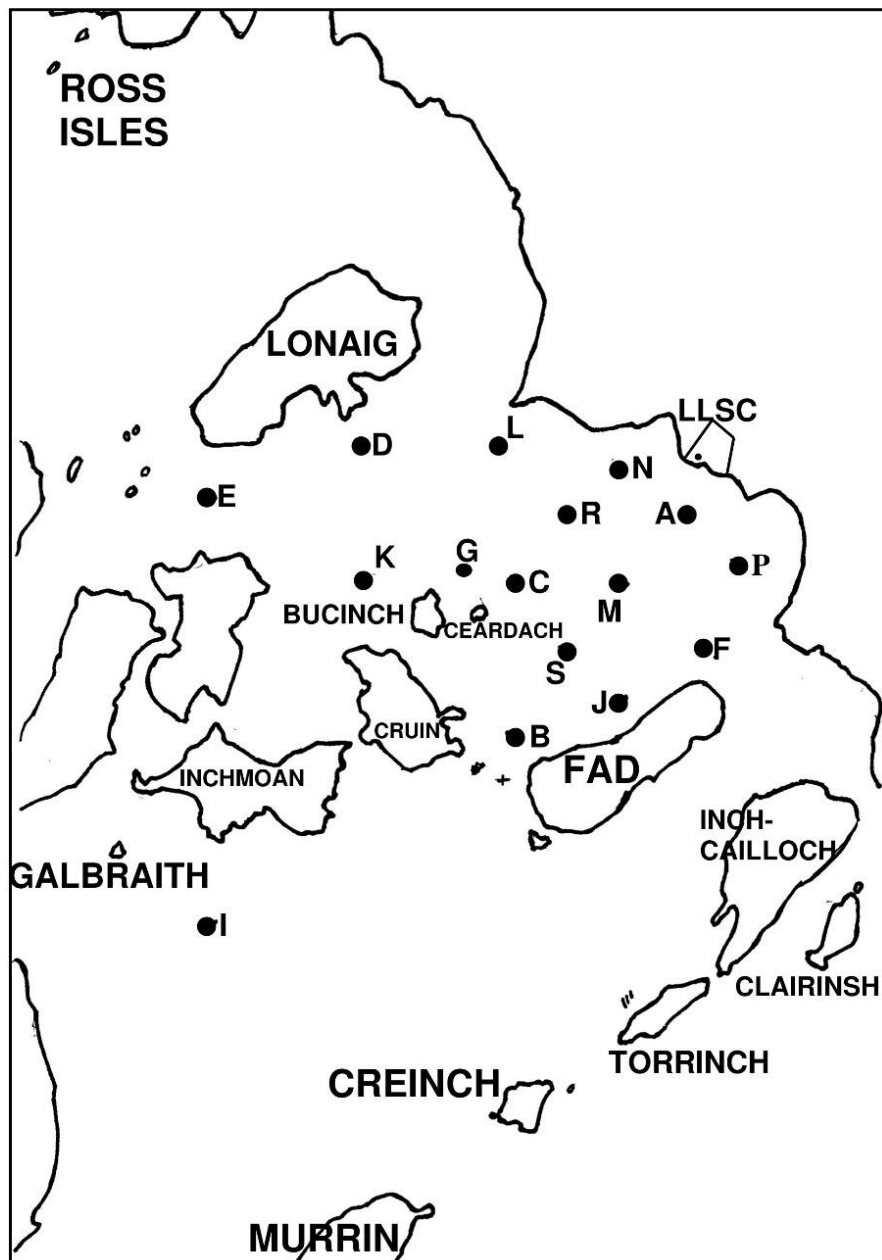 ROSS
ISLES
LONAIG
LLSC
L
D
N
E
R
A
G
K
C
P
M
BUCINCH
CEARDACH
F
S
J
CRUIN
B
FAD
INCHMOAN
INCH-
CAILLOCH
GALBRAITH
I
CLAIRINSH
TORRINCH
CREINCH
MURRIN